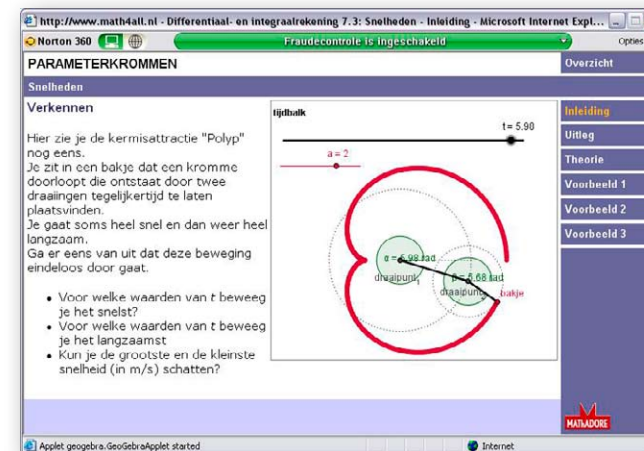 http://www.math4all.nl - Differentiaal- en integraalrekening 7.3: Snelheden - Inleiding - Microsoft Internet Expl...
Norton 360
Fraudecontrole is ingeschakeld
Opties
PARAMETERKROMMEN
Overzicht
Snelheden
Verkennen
Hier zie je de kermisattractie "Polyp"
nog eens.
Je zit in een bakje dat een kromme
doorloopt die ontstaat door twee
draaiingen tegelijkertijd te laten
plaatsvinden.
Je gaat soms heel snel en dan weer heel
langzaam.
Ga er eens van uit dat deze beweging
eindeloos door gaat.
• Voor welke waarden van t beweeg
je het snelst?
• Voor welke waarden van t beweeg
je het langzaamst
• Kun je de grootste en de kleinste
snelheid (in m/s) schatten?
tijdbalk
t = 5.90
a = 2
α = 5.98 rad
draaipunt
β = 5.68 rad
draaipunt
bakje
Inleiding
Uitleg
Theorie
Voorbeeld 1
Voorbeeld 2
Voorbeeld 3
MATHADORE
Applet geogebra.GeoGebraApplet started
Internet